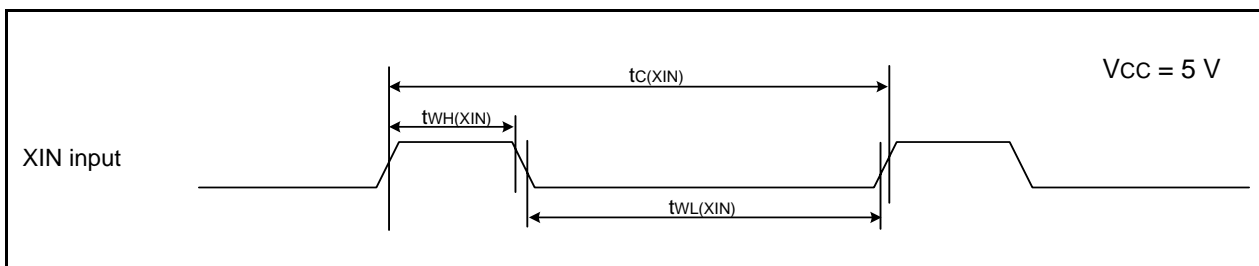 VCC = 5 V
tC(XIN)
tWH(XIN)
XIN input
tWL(XIN)